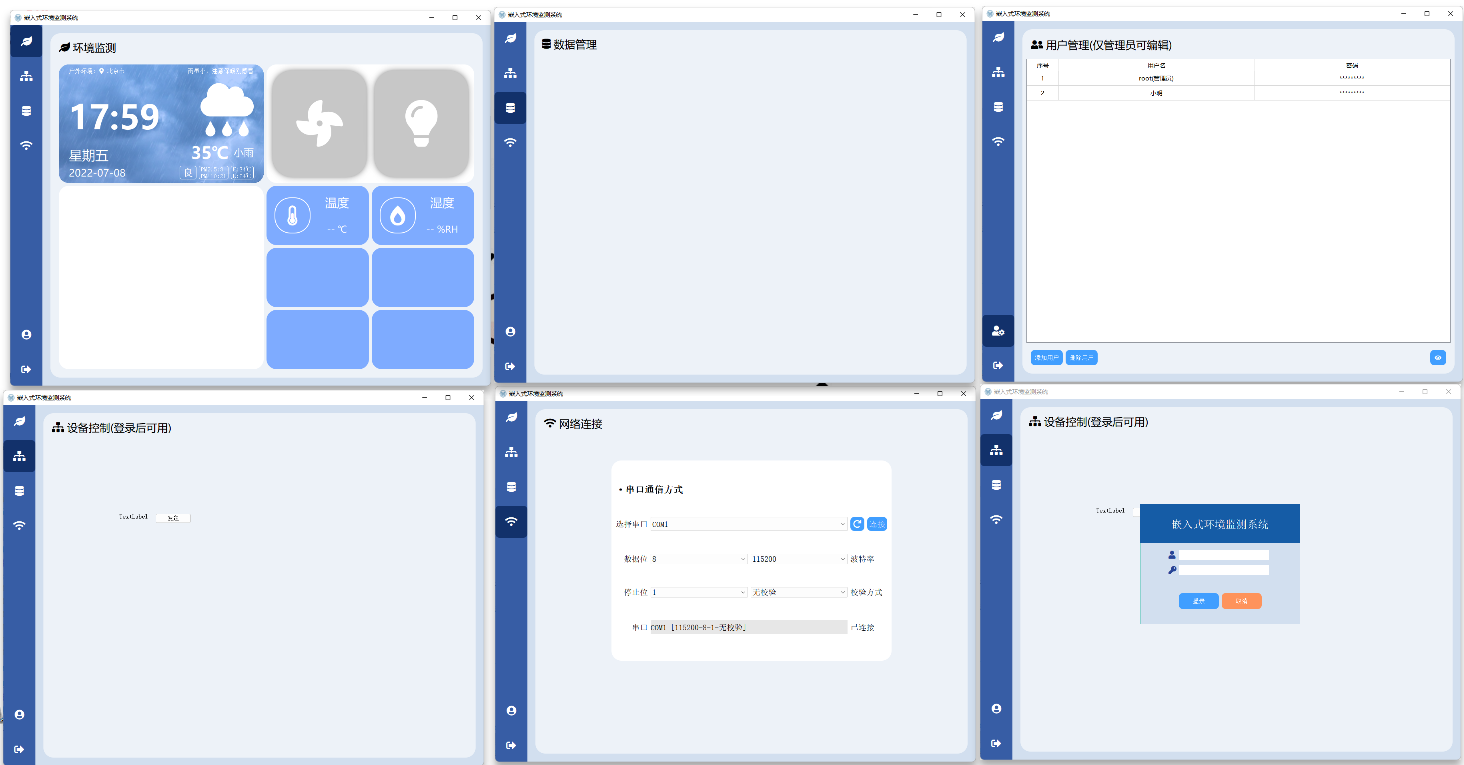 嵌入式环境监测系统
环境监测
17:59
星期五
2022-07-08
35℃ 小雨
良
温度
-- ℃
湿度
-- %RH
嵌入式环境监测系统
数据管理
嵌入式环境监测系统
用户管理(仅管理员可编辑)
序号 用户名 密码
1 root(管理员) *********
2 *********
添加用户 删除用户
嵌入式环境监测系统
设备控制(登录后可用)
TextLabel 发送
嵌入式环境监测系统
网络连接
• 串口通信方式
选择串口 COM1
数据位 8 115200 波特率
停止位 1 无校验 校验方式
串口 COM1 [115200-8-1-无校验] 已连接
嵌入式环境监测系统
设备控制(登录后可用)
TextLabel
嵌入式环境监测系统
登录 取消